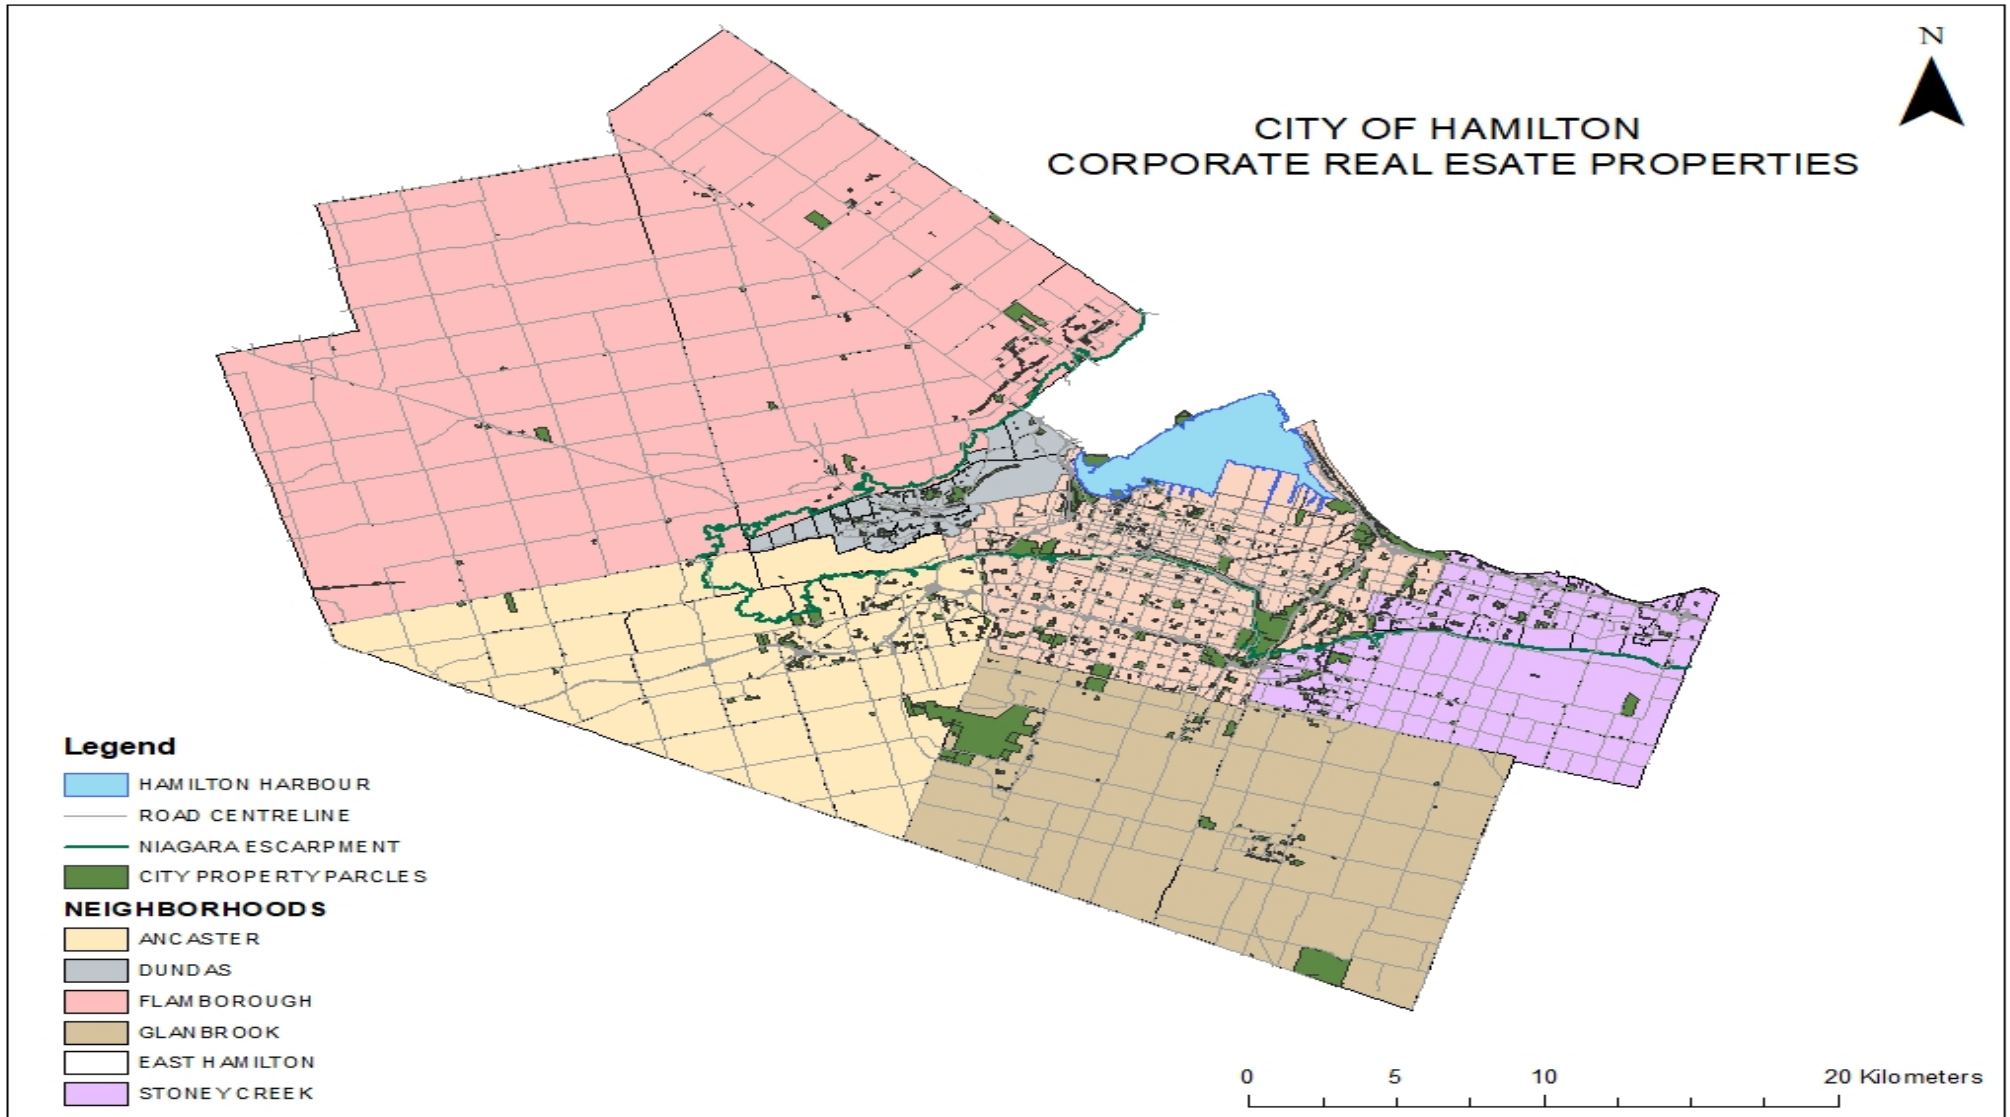 N
CITY OF HAMILTON
CORPORATE REAL ESATE PROPERTIES
Legend
HAMILTON HARBOUR
ROAD CENTRELINE
NIAGARA ESCARPMENT
CITY PROPERTY PARCLES
NEIGHBORHOODS
ANCASTER
DUNDAS
FLAMBOROUGH
GLANBROOK
EAST HAMILTON
STONEY CREEK
0 5 10 20 Kilometers